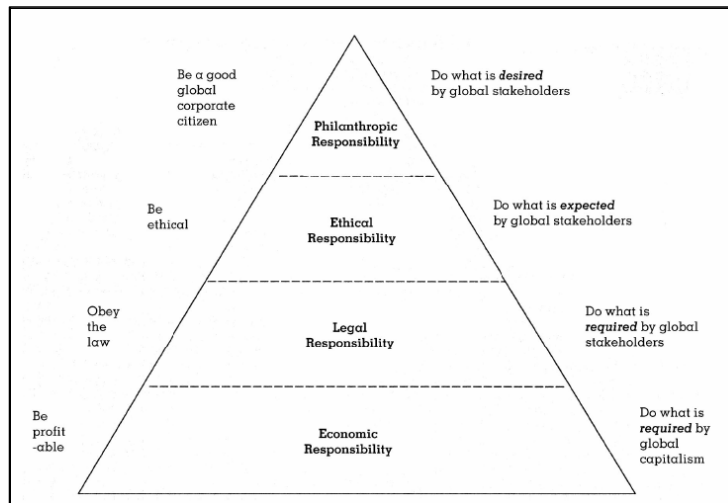 Be a good
global
corporate
citizen
Philanthropic
Responsibility
Do what is desired
by global stakeholders
Be
ethical
Ethical
Responsibility
Do what is expected
by global stakeholders
Obey
the
law
Legal
Responsibility
Do what is
required by global
stakeholders
Be
profit
-able
Economic
Responsibility
Do what is
required by
global
capitalism